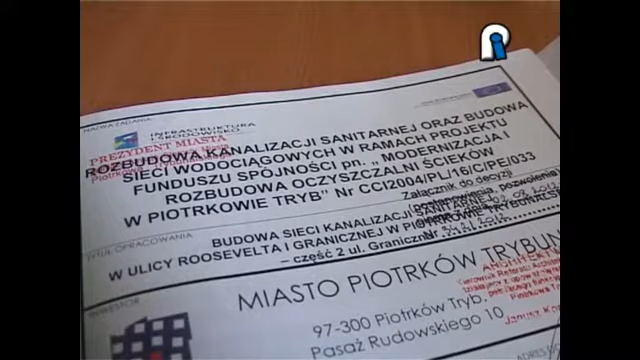 NAZWA ZADANIA
INFRASTRUKTURA
I ŚRODOWISKO
PREZYDENT MIASTA
ROZBUDOWA KANALIZACJI SANITARNEJ ORAZ BUDOWA
SIECI WODOCIĄGOWYCH W RAMACH PROJEKTU
FUNDUSZU SPÓJNOŚCI pn. „ MODERNIZACJA I
ROZBUDOWA OCZYSZCZALNI ŚCIEKÓW
W PIOTRKOWIE TRYB” Nr CCI2004/PL/16/C/PE/033
Załącznik do decyzji
pozwolenia
TYTUŁ OPRACOWANIA
BUDOWA SIECI KANALIZACJI SANITARNEJ
W ULICY ROOSEVELTA I GRANICZNEJ W PIOTRKOWIE TRYBUNALSKIM
– część 2 ul. Graniczna
INWESTOR
MIASTO PIOTRKÓW TRYBUN
97-300 Piotrków Tryb.
Pasaż Rudowskiego 10
ARCHITEKT